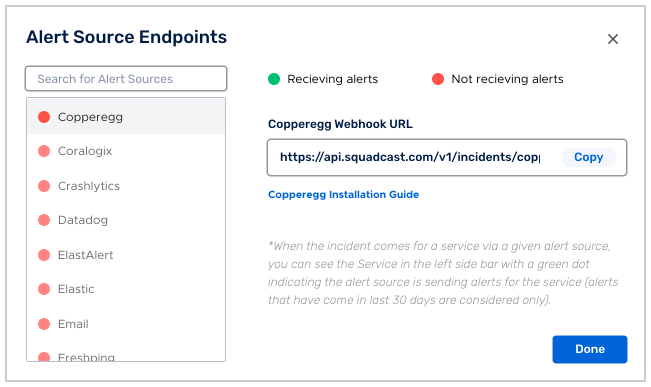 Alert Source Endpoints
Search for Alert Sources
Recieving alerts
Not recieving alerts
Copperegg
Coralogix
Crashlytics
Datadog
ElastAlert
Elastic
Email
Freshping
Copperegg Webhook URL
https://api.squadcast.com/v1/incidents/cop
Copy
Copperegg Installation Guide
*When the incident comes for a service via a given alert source,
you can see the Service in the left side bar with a green dot
indicating the alert source is sending alerts for the service (alerts
that have come in last 30 days are considered only).
Done